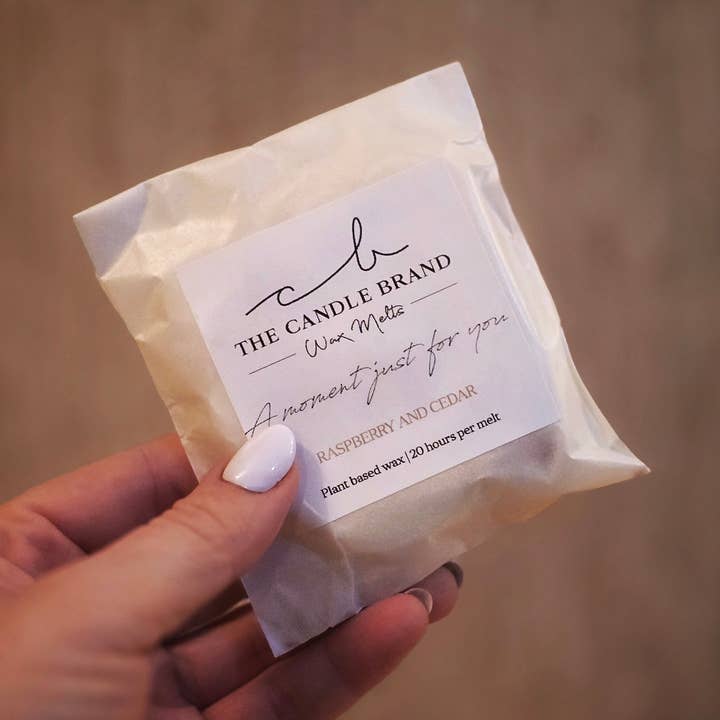 cb
THE CANDLE BRAND
Wax Melts
A moment just for you
RASPBERRY AND CEDAR
Plant based wax | 20 hours per melt